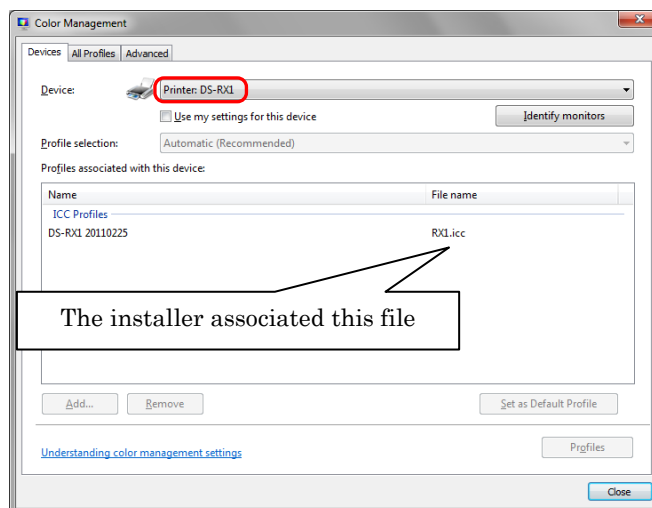 Color Management
Devices All Profiles Advanced
Device: Printer: DS-RX1
Use my settings for this device Identify monitors
Profile selection: Automatic (Recommended)
Profiles associated with this device:
Name File name
ICC Profiles
DS-RX1 20110225 RX1.icc
The installer associated this file
Add... Remove Set as Default Profile
Understanding color management settings Profiles
Close